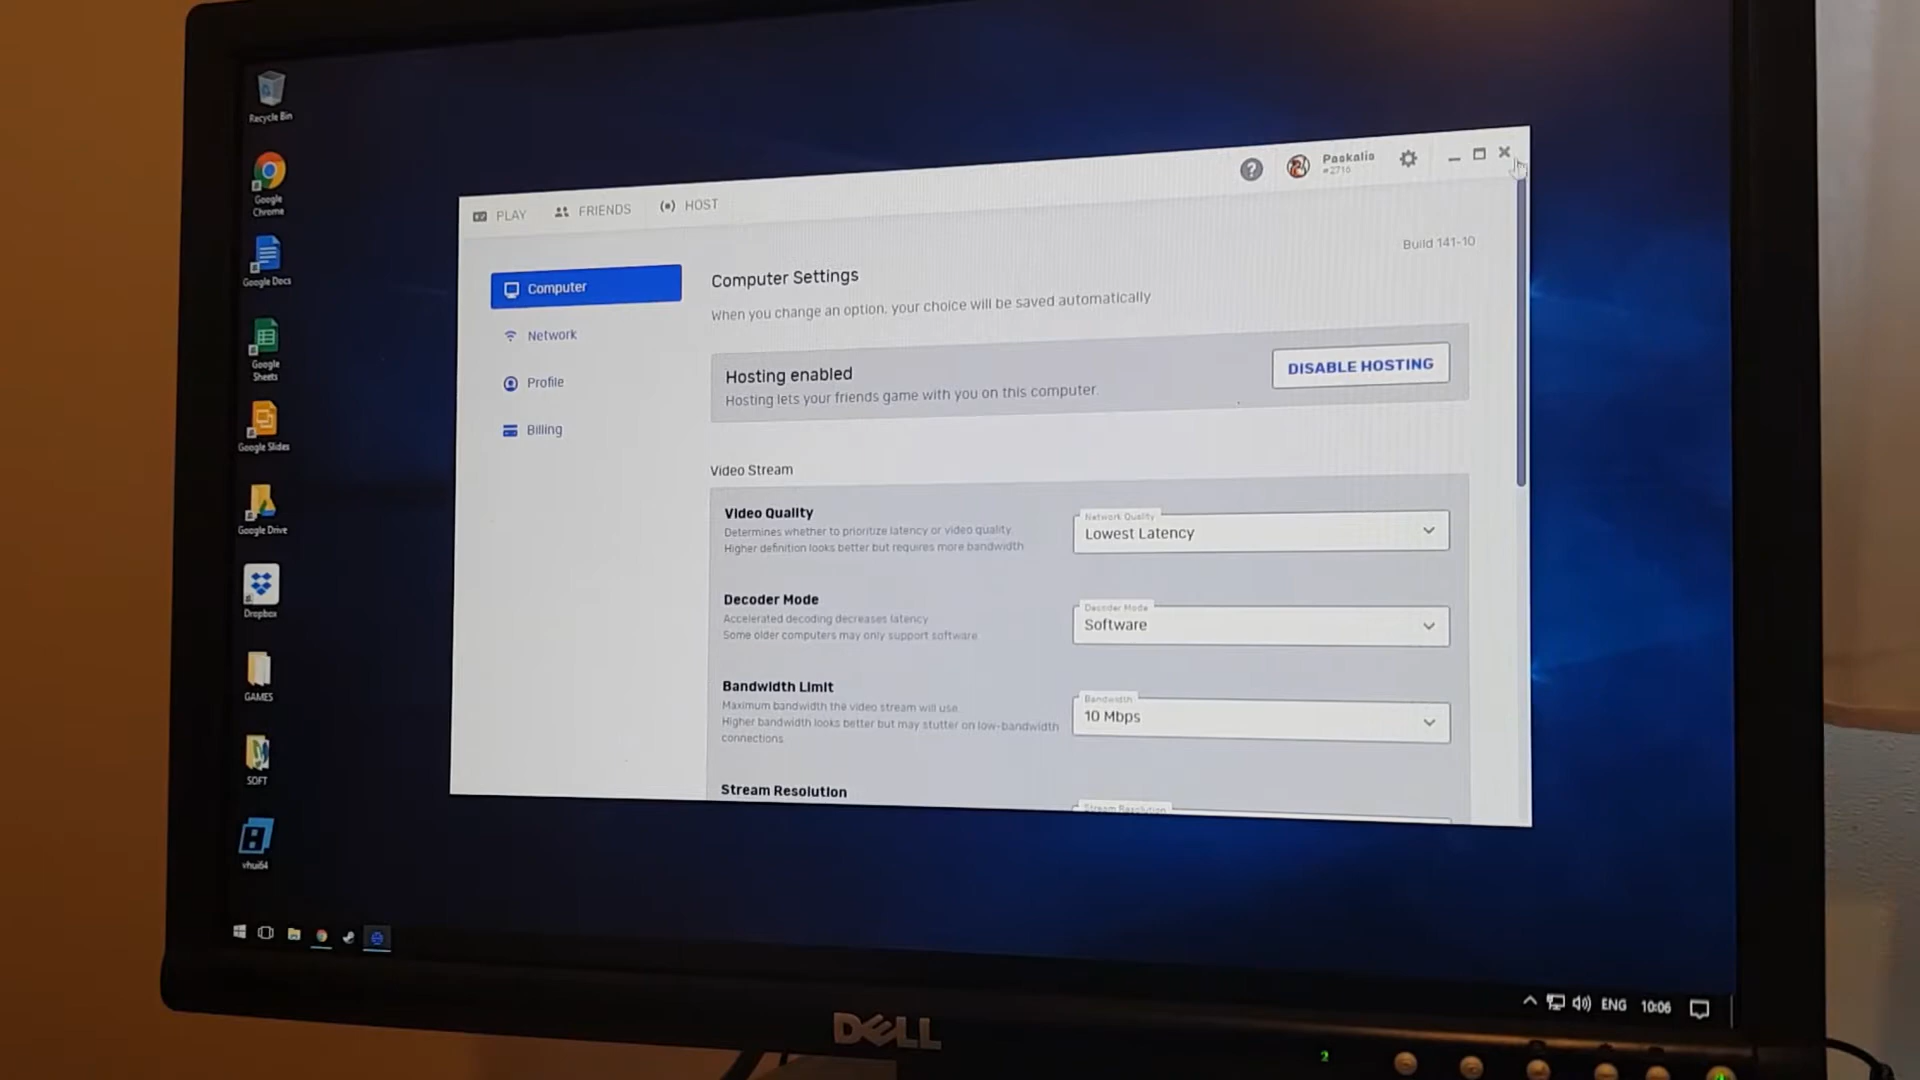 Recycle Bin
Google
Chrome
Google Docs
Google
Sheets
Google Slides
Google Drive
Dropbox
GAMES
SOFT
vhui64
PLAY
FRIENDS
HOST
?
Paskalio
#2716
Build 141-10
Computer
Network
Profile
Billing
Computer Settings
When you change an option, your choice will be saved automatically
Hosting enabled
Hosting lets your friends game with you on this computer.
DISABLE HOSTING
Video Stream
Video Quality
Determines whether to prioritize latency or video quality.
Higher definition looks better but requires more bandwidth
Network Quality
Lowest Latency
Decoder Mode
Accelerated decoding decreases latency
Some older computers may only support software
Decoder Mode
Software
Bandwidth Limit
Maximum bandwidth the video stream will use.
Higher bandwidth looks better but may stutter on low-bandwidth
connections.
Bandwidth
10 Mbps
Stream Resolution
Stream Resolution
ENG
10:06
DELL
2